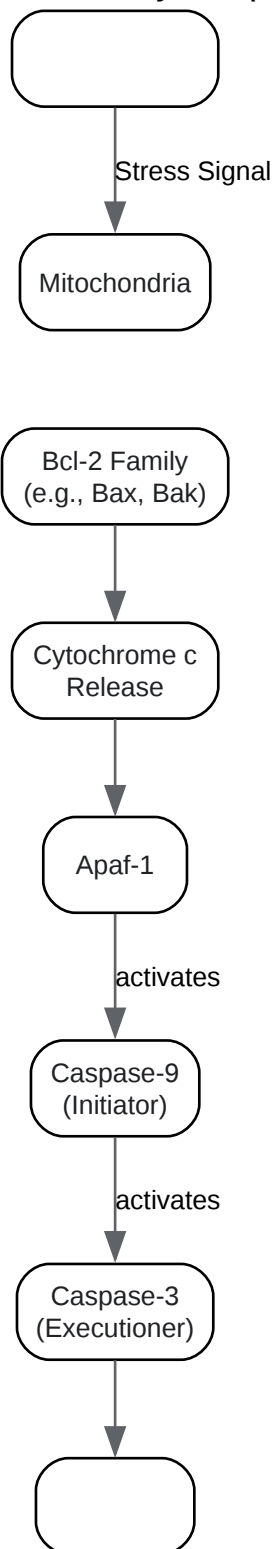 Stress Signal
Mitochondria
Bcl-2 Family
(e.g., Bax, Bak)
Cytochrome c
Release
Apaf-1
activates
Caspase-9
(Initiator)
activates
Caspase-3
(Executioner)